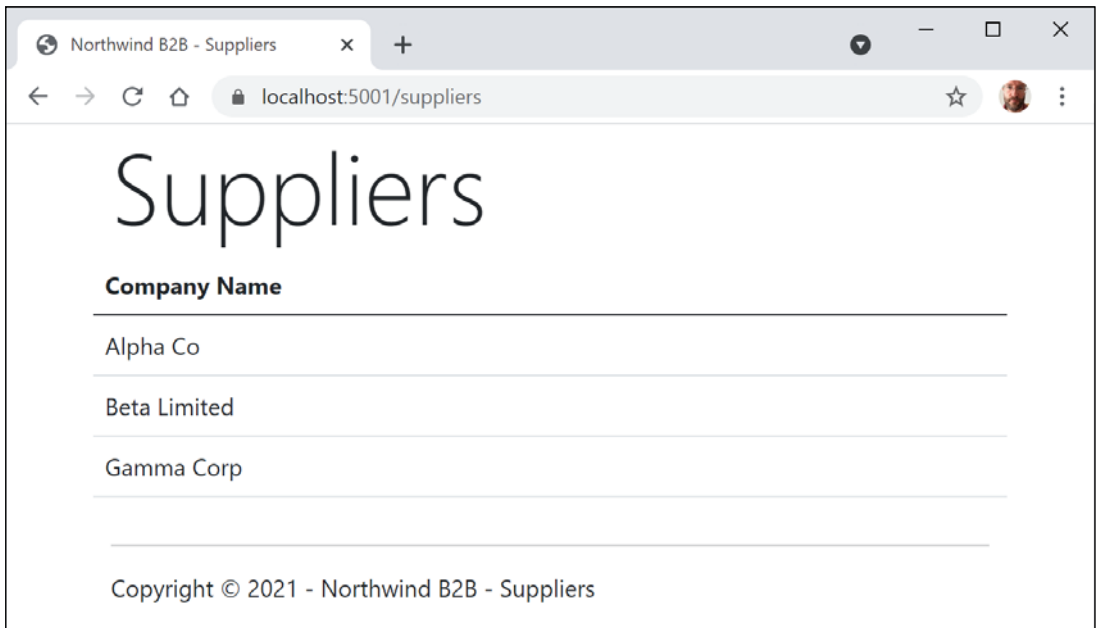 Northwind B2B - Suppliers
localhost:5001/suppliers
Suppliers
Company Name
Alpha Co
Beta Limited
Gamma Corp
Copyright © 2021 - Northwind B2B - Suppliers